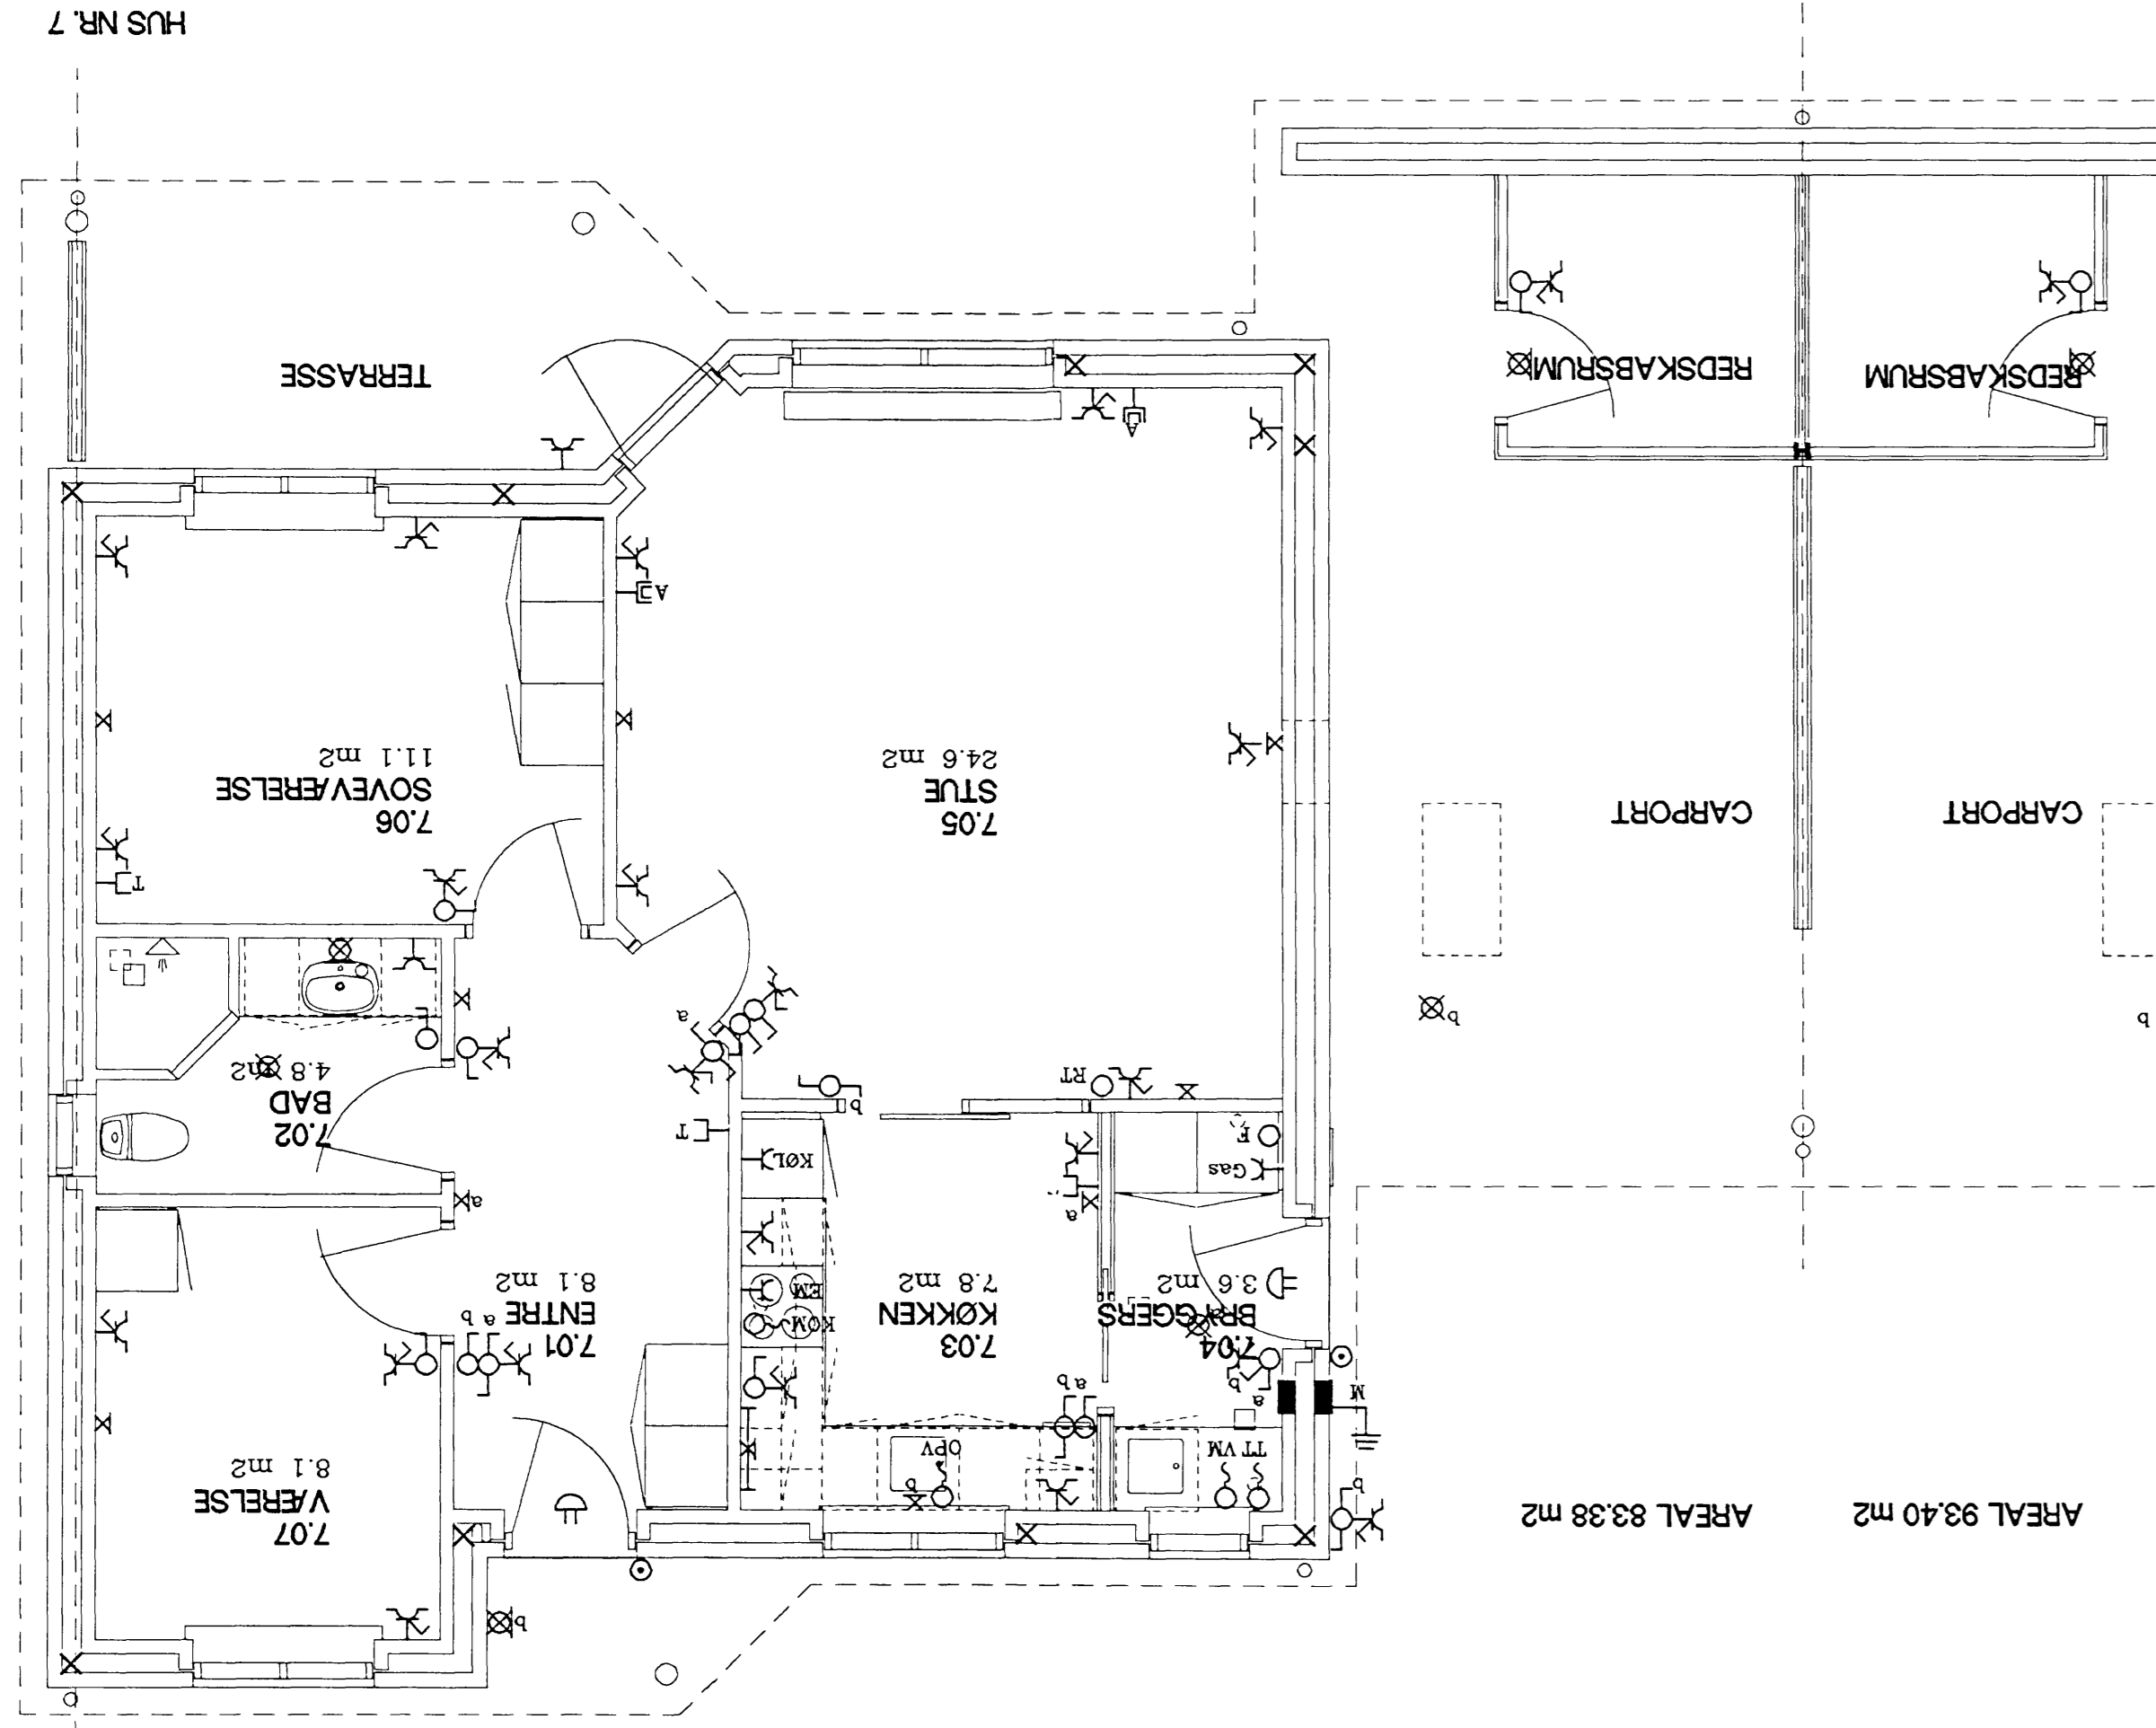 AREAL 93.40 m2
AREAL 83.38 m2
7.07
VÆRELSE
8.1 m2
b
b
TT VM
OPV
b
M
a
b
a b
7.04
BRYGGERS
3.6 m2
a
7.03
KØKKEN
7.8 m2
KOM
EM
7.01
ENTRE
8.1 m2
a b
a
Gas
F
a
KØL
T
7.02
BAD
4.8 m2
RT
b
a
b
b
T
CARPORT
CARPORT
7.05
STUE
24.6 m2
7.06
SOVEVÆRELSE
11.1 m2
A
A
REDSKABSRUM
REDSKABSRUM
TERRASSE
HUS NR. 7